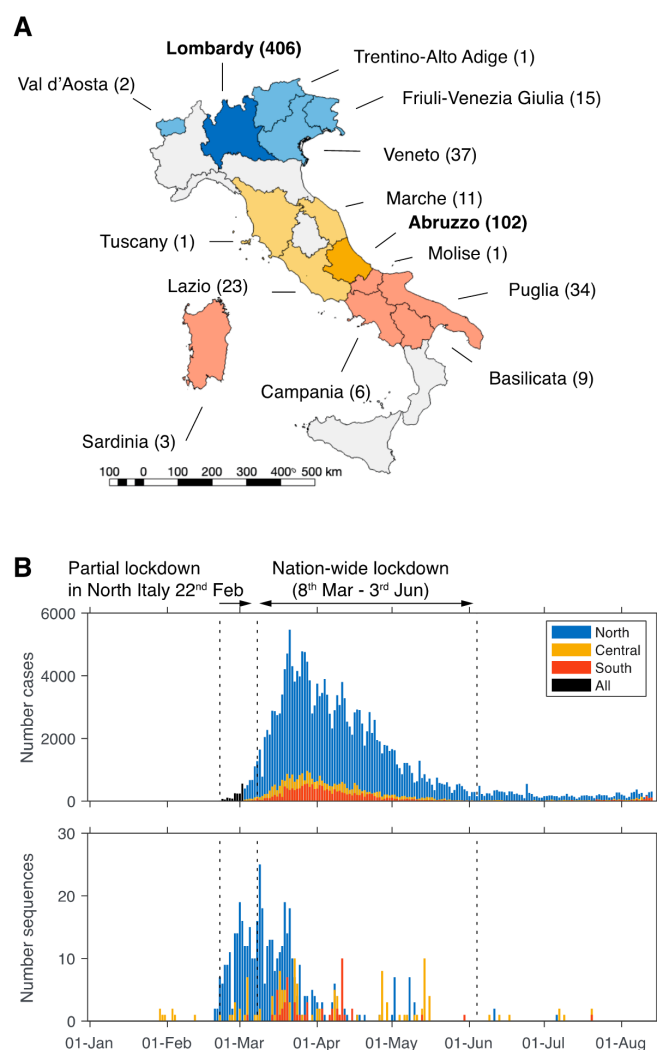 A
Lombardy (406)
Trentino-Alto Adige (1)
Val d'Aosta (2)
Friuli-Venezia Giulia (15)
Veneto (37)
Marche (11)
Abruzzo (102)
Tuscany (1)
Molise (1)
Lazio (23)
Puglia (34)
Basilicata (9)
Campania (6)
Sardinia (3)
100 0 100 200 300 400 500 km
B
Partial lockdown
in North Italy 22nd Feb
Nation-wide lockdown
(8th Mar - 3rd Jun)
6000
4000
2000
0
Number cases
North
Central
South
All
30
20
10
0
Number sequences
01-Jan 01-Feb 01-Mar 01-Apr 01-May 01-Jun 01-Jul 01-Aug